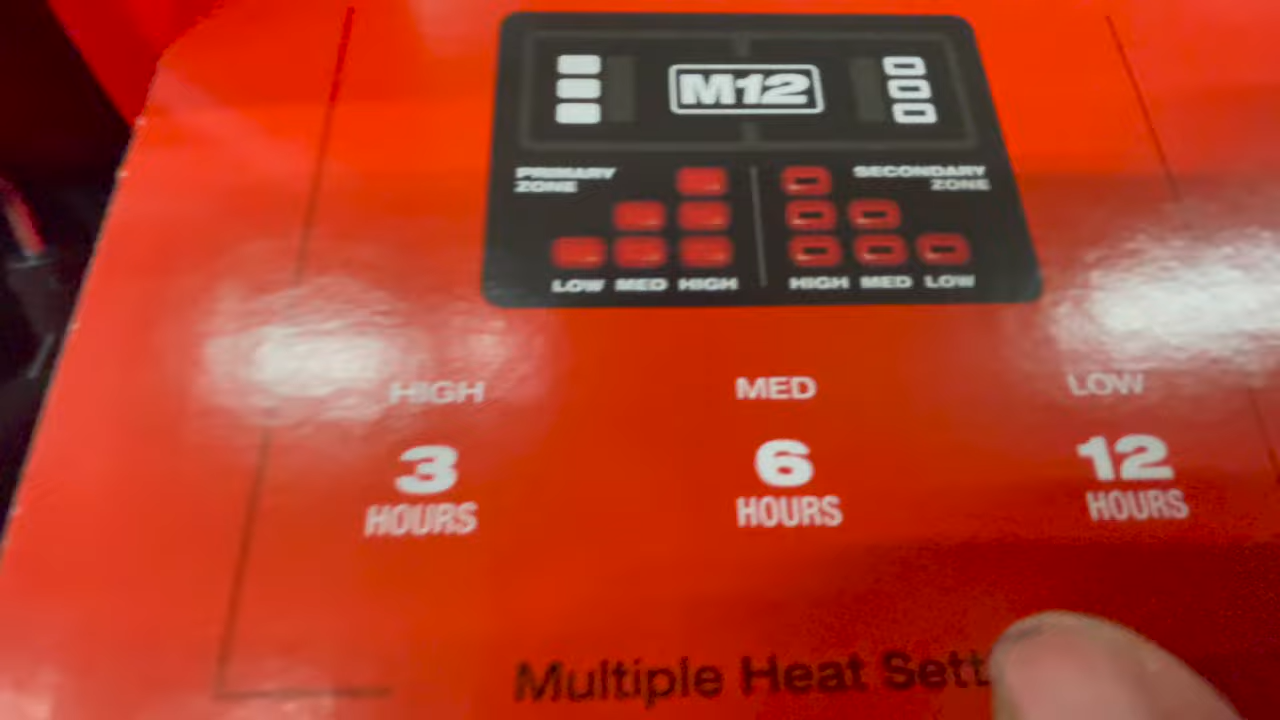 M12
PRIMARY
ZONE
SECONDARY
ZONE
LOW MED HIGH
HIGH MED LOW
HIGH
MED
LOW
3
HOURS
6
HOURS
12
HOURS
Multiple Heat